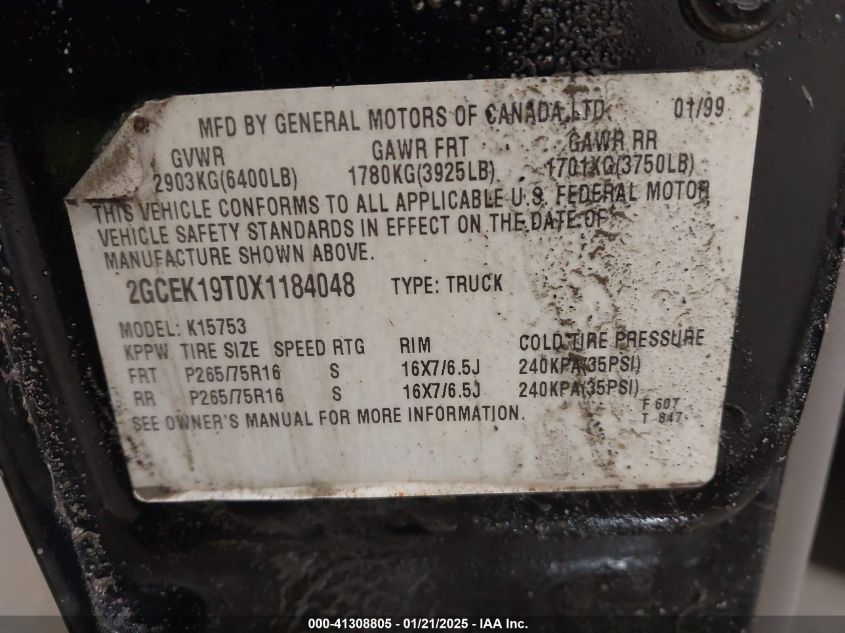 MFD BY GENERAL MOTORS OF CANADA LTD. 01/99
GVWR GAWR FRT GAWR RR
2903KG(6400LB) 1780KG(3925LB) 1701KG(3750LB)
THIS VEHICLE CONFORMS TO ALL APPLICABLE U.S. FEDERAL MOTOR
VEHICLE SAFETY STANDARDS IN EFFECT ON THE DATE OF
MANUFACTURE SHOWN ABOVE.
2GCEK19T0X1184048 TYPE: TRUCK
MODEL: K15753
KPPW TIRE SIZE SPEED RTG RIM COLD TIRE PRESSURE
FRT P265/75R16 S 16X7/6.5J 240KPA(35PSI)
RR P265/75R16 S 16X7/6.5J 240KPA(35PSI)
SEE OWNER'S MANUAL FOR MORE INFORMATION.
F 607
T 847
000-41308805 - 01/21/2025 - IAA Inc.